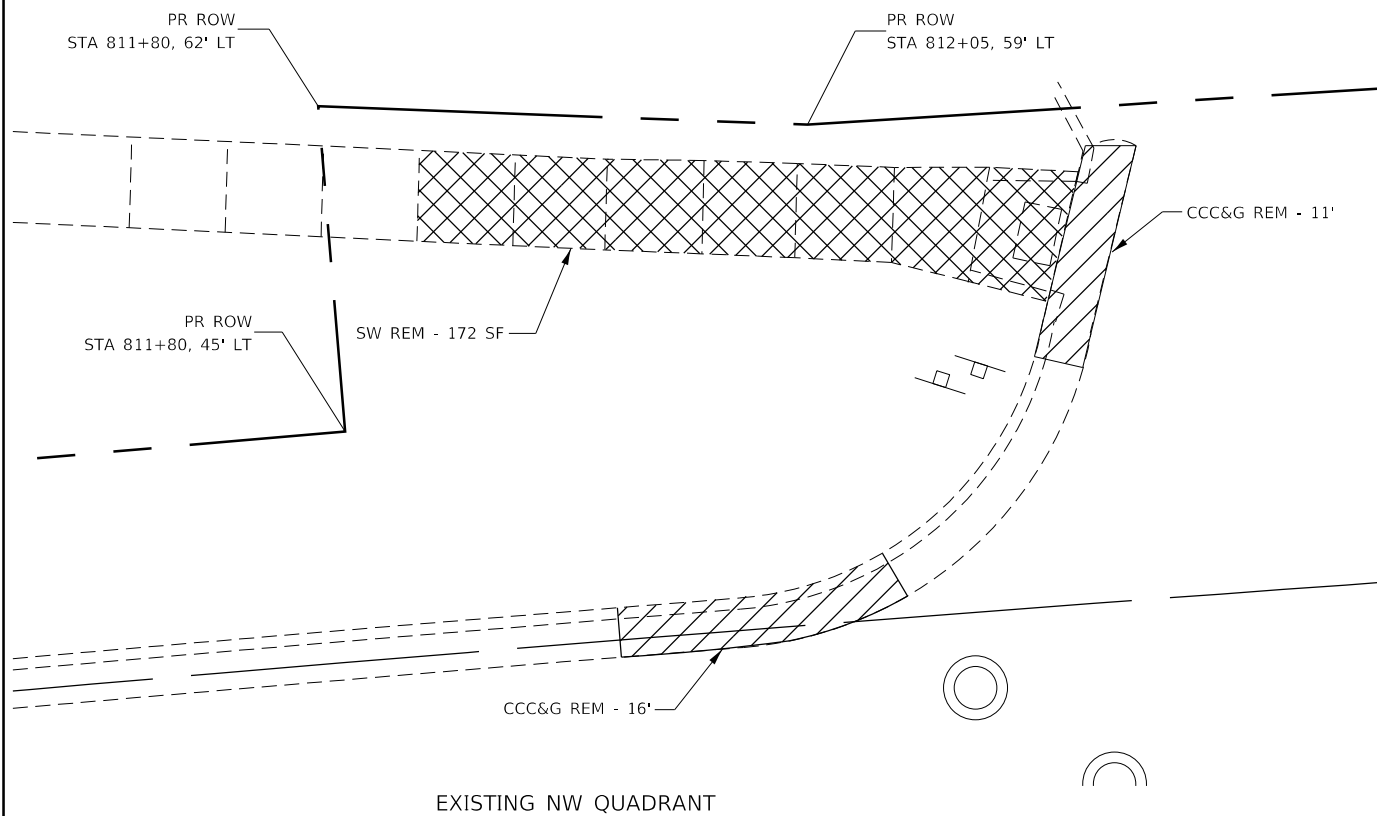 PR ROW
STA 811+80, 62' LT
PR ROW
STA 812+05, 59' LT
CCC&G REM - 11'
PR ROW
STA 811+80, 45' LT
SW REM - 172 SF
CCC&G REM - 16'
EXISTING NW QUADRANT